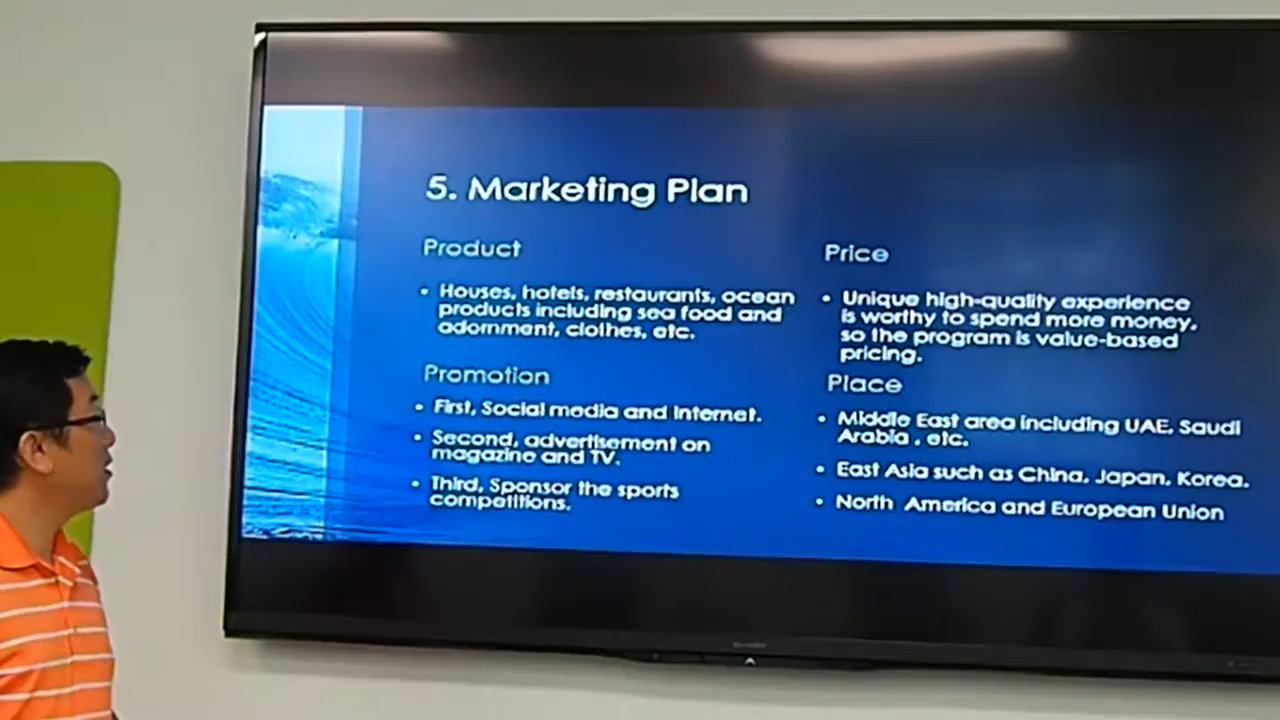 5. Marketing Plan
Product
• Houses, hotels, restaurants, ocean
products including sea food and
adornment, clothes, etc.
Promotion
• First, Social media and Internet.
• Second, advertisement on
magazine and TV.
• Third, Sponsor the sports
competitions.
Price
• Unique high-quality experience
is worthy to spend more money,
so the program is value-based
pricing.
Place
• Middle East area including UAE, Saudi
Arabia , etc.
• East Asia such as China, Japan, Korea.
• North America and European Union